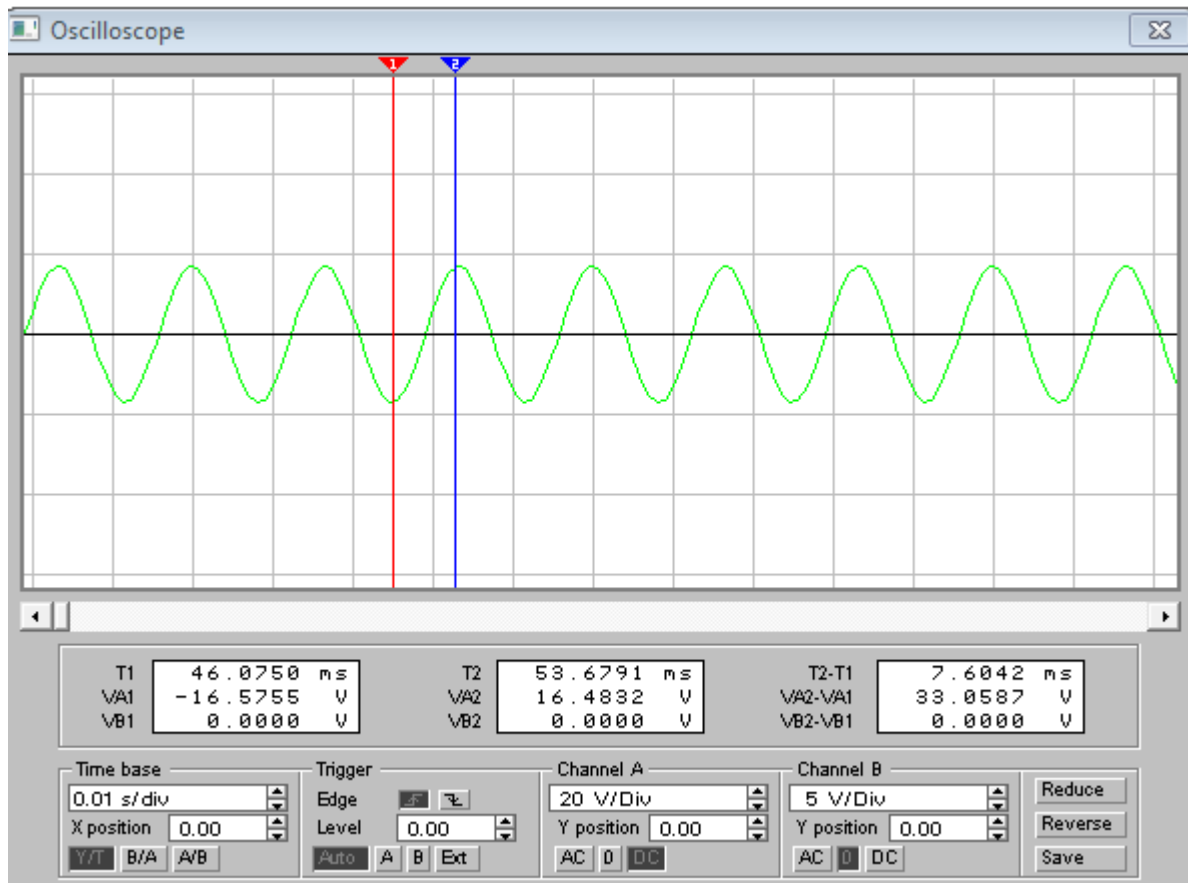 Oscilloscope
1 2
T1 46.0750 ms T2 53.6791 ms T2-T1 7.6042 ms
VA1 -16.5755 V VA2 16.4832 V VA2-VA1 33.0587 V
VB1 0.0000 V VB2 0.0000 V VB2-VB1 0.0000 V
Time base Trigger Channel A Channel B
0.01 s/div Edge 20 V/Div 5 V/Div Reduce
X position 0.00 Level 0.00 Y position 0.00 Y position 0.00 Reverse
Y/T B/A A/B Auto A B Ext AC 0 DC AC 0 DC Save